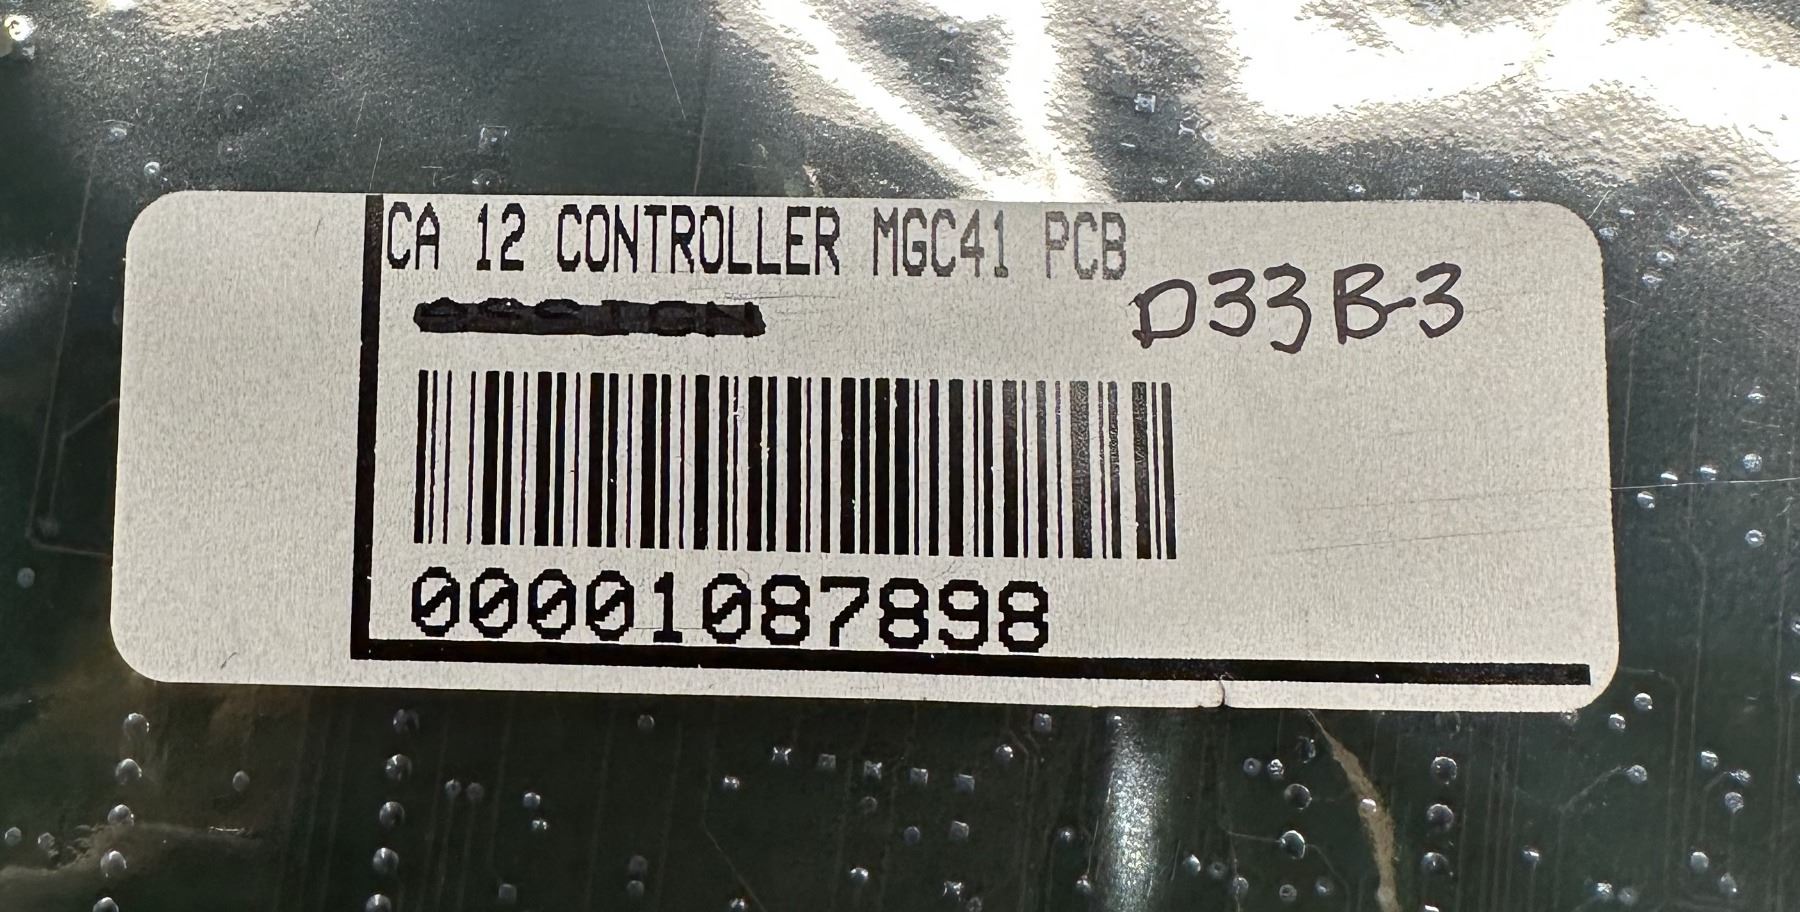 CA 12 CONTROLLER MGC41 PCB
D33B-3
00001087898